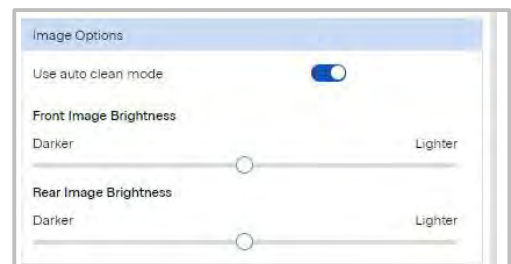 Image Options
Use auto clean mode
Front Image Brightness
Darker Lighter
Rear Image Brightness
Darker Lighter